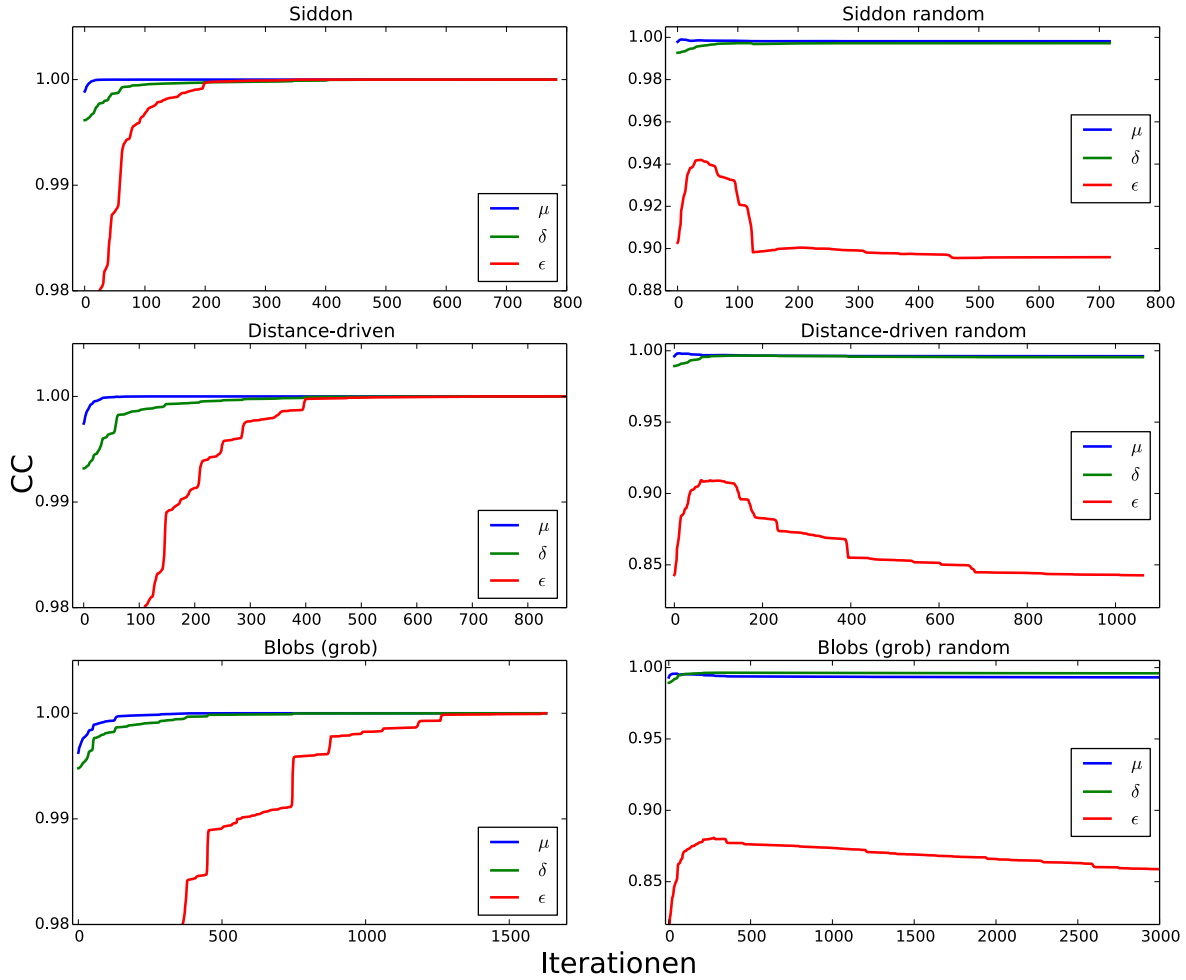 Siddon
1.00
0.99
0.98
0 100 200 300 400 500 600 700 800
μ
δ
ϵ
Siddon random
1.00
0.98
0.96
0.94
0.92
0.90
0.88
0 100 200 300 400 500 600 700 800
μ
δ
ϵ
Distance-driven
1.00
0.99
0.98
0 100 200 300 400 500 600 700 800
μ
δ
ϵ
Distance-driven random
1.00
0.95
0.90
0.85
0 200 400 600 800 1000
μ
δ
ϵ
CC
Blobs (grob)
1.00
0.99
0.98
0 500 1000 1500
μ
δ
ϵ
Blobs (grob) random
1.00
0.95
0.90
0.85
0 500 1000 1500 2000 2500 3000
μ
δ
ϵ
Iterationen